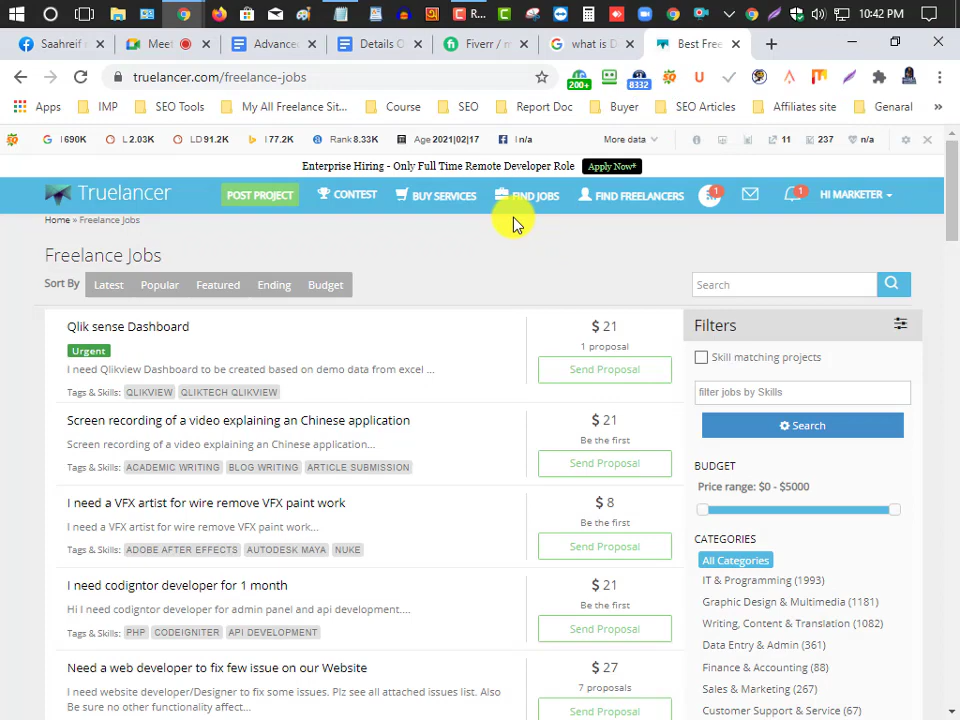 10:42 PM
Saahreif m
Meet
Advance
Details O
Fiverr /
what is D
Best Free
truelancer.com/freelance-jobs
200+
8332
Apps
IMP
SEO Tools
My All Freelance Sit...
Course
SEO
Report Doc
Buyer
SEO Articles
Affiliates site
Genaral
»
I 690K
L 2.03K
LD 91.2K
I 77.2K
Rank 8.33K
Age 2021|02|17
I n/a
More data
11
237
n/a
Enterprise Hiring - Only Full Time Remote Developer Role
Apply Now*
Truelancer
POST PROJECT
CONTEST
BUY SERVICES
FIND JOBS
FIND FREELANCERS
1
1
HI MARKETER
Home » Freelance Jobs
Freelance Jobs
Sort By
Latest
Popular
Featured
Ending
Budget
Search
Qlik sense Dashboard
Urgent
I need Qlikview Dashboard to be created based on demo data from excel ...
Tags & Skills: QLIKVIEW QLIKTECH QLIKVIEW
$ 21
1 proposal
Send Proposal
Screen recording of a video explaining an Chinese application
Screen recording of a video explaining an Chinese application...
Tags & Skills: ACADEMIC WRITING BLOG WRITING ARTICLE SUBMISSION
$ 21
Be the first
Send Proposal
I need a VFX artist for wire remove VFX paint work
I need a VFX artist for wire remove VFX paint work...
Tags & Skills: ADOBE AFTER EFFECTS AUTODESK MAYA NUKE
$ 8
Be the first
Send Proposal
I need codigntor developer for 1 month
Hi I need codigntor developer for admin panel and api development....
Tags & Skills: PHP CODEIGNITER API DEVELOPMENT
$ 21
Be the first
Send Proposal
Need a web developer to fix few issue on our Website
I need website developer/Designer to fix some issues. Plz see all attached issues list. Also
Be sure no other functionality affect...
$ 27
7 proposals
Send Proposal
Filters
Skill matching projects
filter jobs by Skills
Search
BUDGET
Price range: $0 - $5000
CATEGORIES
All Categories
IT & Programming (1993)
Graphic Design & Multimedia (1181)
Writing, Content & Translation (1082)
Data Entry & Admin (361)
Finance & Accounting (88)
Sales & Marketing (267)
Customer Support & Service (67)